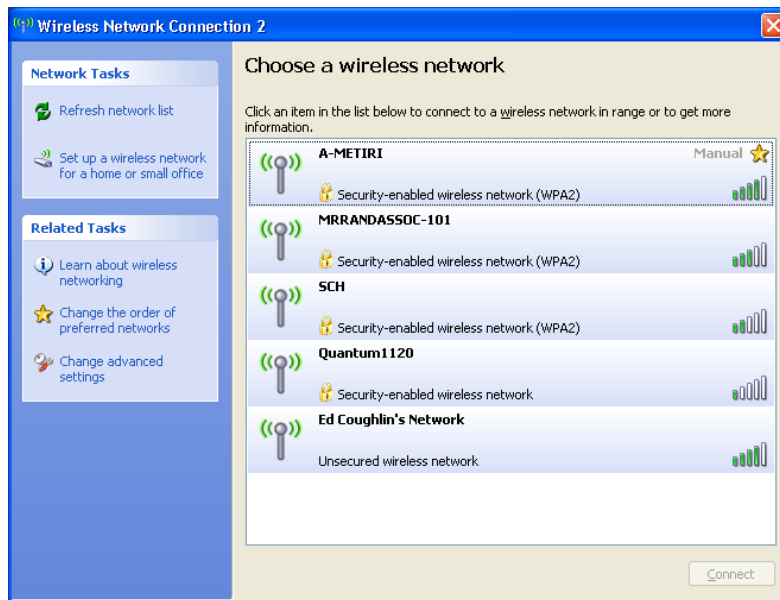 Wireless Network Connection 2
Network Tasks
Refresh network list
Set up a wireless network
for a home or small office
Related Tasks
Learn about wireless
networking
Change the order of
preferred networks
Change advanced
settings
Choose a wireless network
Click an item in the list below to connect to a wireless network in range or to get more
information.
A-METIRI
Manual
Security-enabled wireless network (WPA2)
MRRANDASSOC-101
Security-enabled wireless network (WPA2)
SCH
Security-enabled wireless network (WPA2)
Quantum1120
Security-enabled wireless network
Ed Coughlin's Network
Unsecured wireless network
Connect